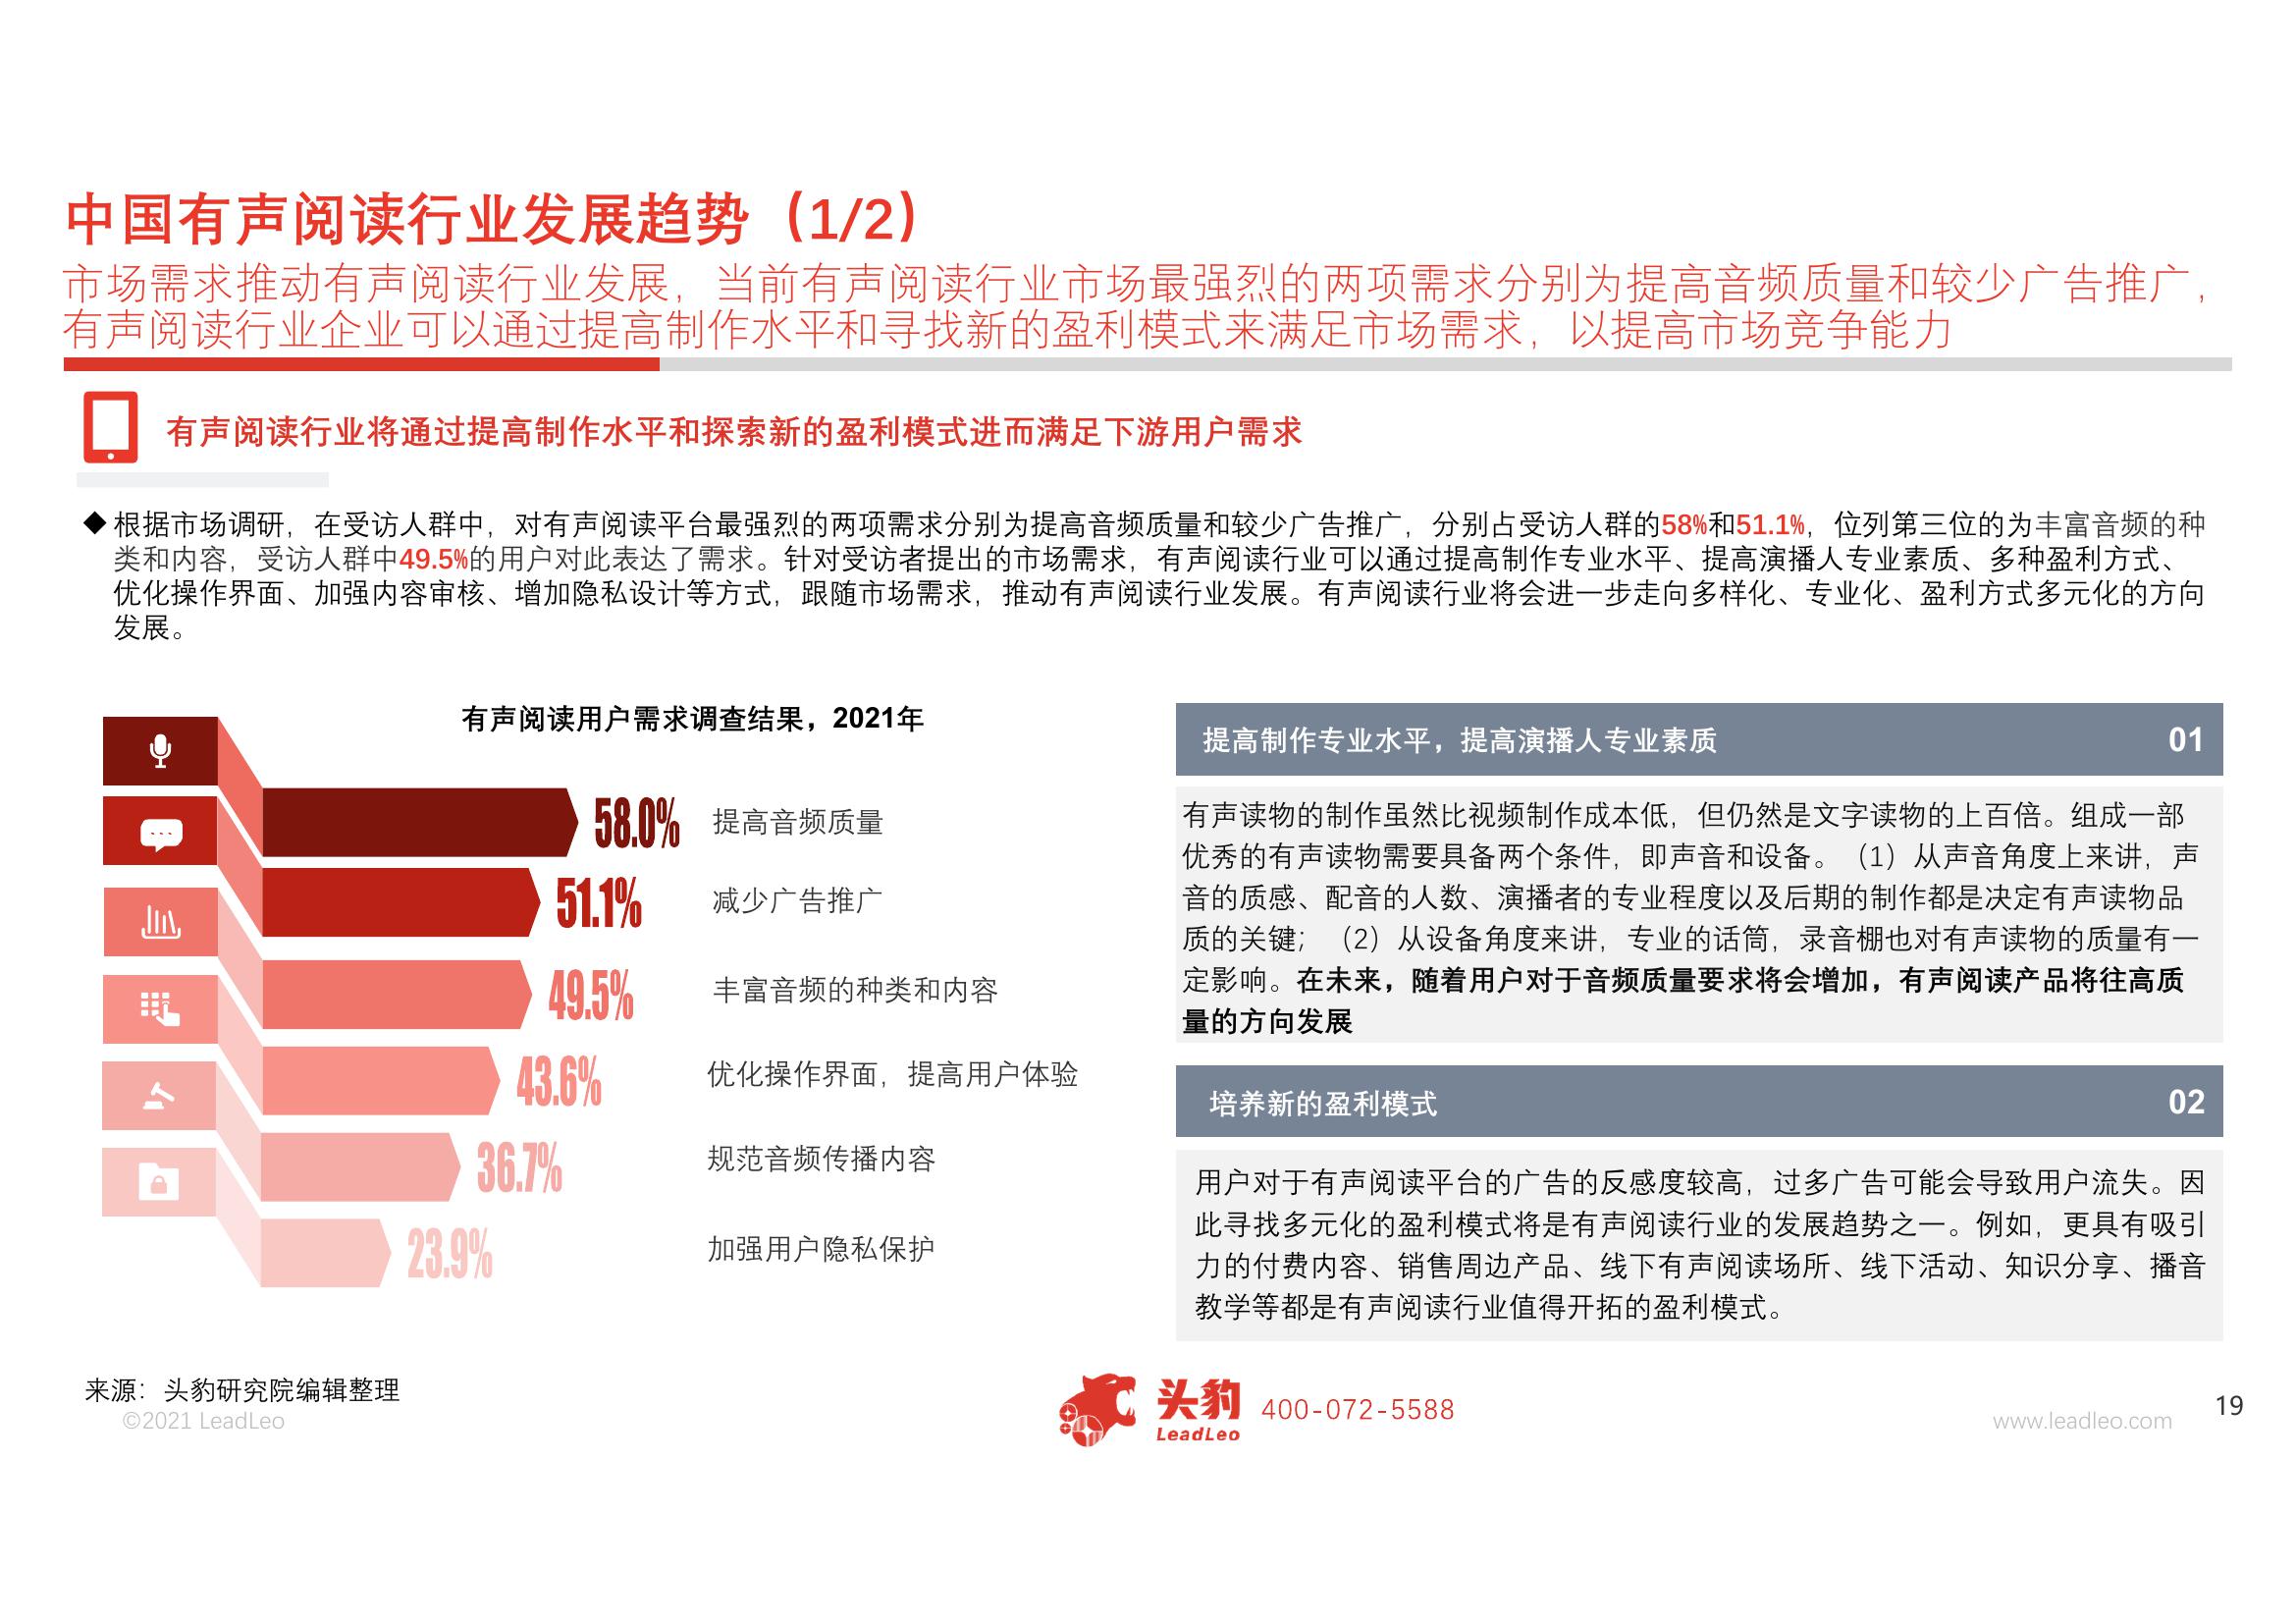 中国有声阅读行业发展趋势（1/2）
市场需求推动有声阅读行业发展，当前有声阅读行业市场最强烈的两项需求分别为提高音频质量和较少广告推广，
有声阅读行业企业可以通过提高制作水平和寻找新的盈利模式来满足市场需求，以提高市场竞争能力
有声阅读行业将通过提高制作水平和探索新的盈利模式进而满足下游用户需求
◆根据市场调研，在受访人群中，对有声阅读平台最强烈的两项需求分别为提高音频质量和较少广告推广，分别占受访人群的58%和51.1%，位列第三位的为丰富音频的种
类和内容，受访人群中49.5%的用户对此表达了需求。针对受访者提出的市场需求，有声阅读行业可以通过提高制作专业水平、提高演播人专业素质、多种盈利方式、
优化操作界面、加强内容审核、增加隐私设计等方式，跟随市场需求，推动有声阅读行业发展。有声阅读行业将会进一步走向多样化、专业化、盈利方式多元化的方向
发展。
有声阅读用户需求调查结果，2021年
58.0% 提高音频质量
51.1% 减少广告推广
49.5% 丰富音频的种类和内容
43.6% 优化操作界面，提高用户体验
36.7% 规范音频传播内容
23.9% 加强用户隐私保护
提高制作专业水平，提高演播人专业素质 01
有声读物的制作虽然比视频制作成本低，但仍然是文字读物的上百倍。组成一部
优秀的有声读物需要具备两个条件，即声音和设备。（1）从声音角度上来讲，声
音的质感、配音的人数、演播者的专业程度以及后期的制作都是决定有声读物品
质的关键；（2）从设备角度来讲，专业的话筒，录音棚也对有声读物的质量有一
定影响。在未来，随着用户对于音频质量要求将会增加，有声阅读产品将往高质
量的方向发展
培养新的盈利模式 02
用户对于有声阅读平台的广告的反感度较高，过多广告可能会导致用户流失。因
此寻找多元化的盈利模式将是有声阅读行业的发展趋势之一。例如，更具有吸引
力的付费内容、销售周边产品、线下有声阅读场所、线下活动、知识分享、播音
教学等都是有声阅读行业值得开拓的盈利模式。
来源：头豹研究院编辑整理
©2021 LeadLeo
头豹
LeadLeo
400-072-5588
www.leadleo.com
19